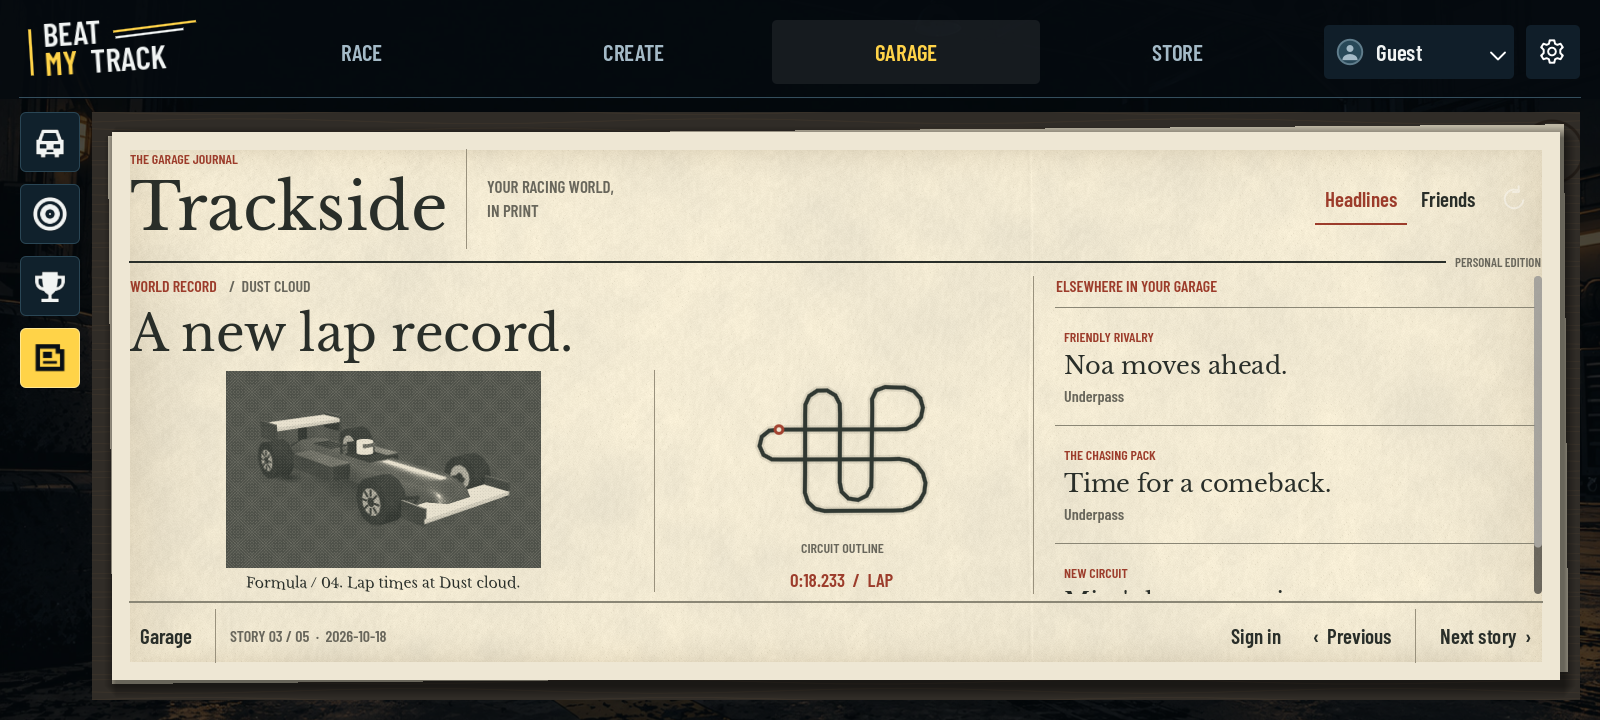 BEAT
MY TRACK
RACE
CREATE
GARAGE
STORE
Guest
THE GARAGE JOURNAL
Trackside
YOUR RACING WORLD,
IN PRINT
Headlines
Friends
PERSONAL EDITION
WORLD RECORD / DUST CLOUD
A new lap record.
Formula / 04. Lap times at Dust cloud.
CIRCUIT OUTLINE
0:18.233 / LAP
ELSEWHERE IN YOUR GARAGE
FRIENDLY RIVALRY
Noa moves ahead.
Underpass
THE CHASING PACK
Time for a comeback.
Underpass
NEW CIRCUIT
Garage
STORY 03 / 05 · 2026-10-18
Sign in
‹ Previous
Next story ›